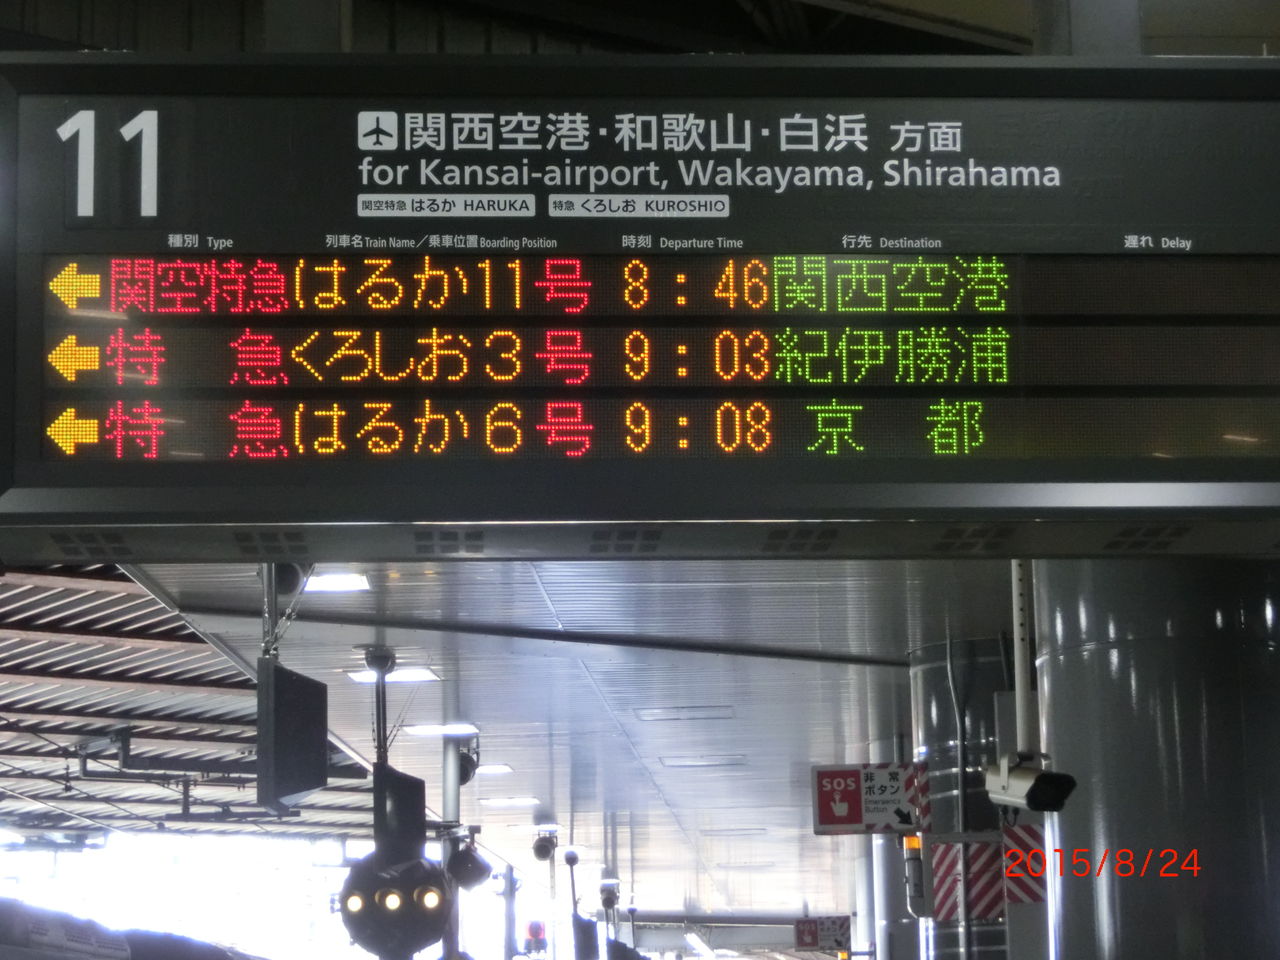 11
関西空港・和歌山・白浜 方面
for Kansai-airport, Wakayama, Shirahama
関空特急 はるか HARUKA 特急 くろしお KUROSHIO
種別 Type 列車名 Train Name／乗車位置 Boarding Position 時刻 Departure Time 行先 Destination 遅れ Delay
関空特急 はるか 11号 8:46 関西空港
特急 くろしお 3号 9:03 紀伊勝浦
特急 はるか 6号 9:08 京都
SOS 非常
ボタン
Emergency
Button
SOS
2015/8/24